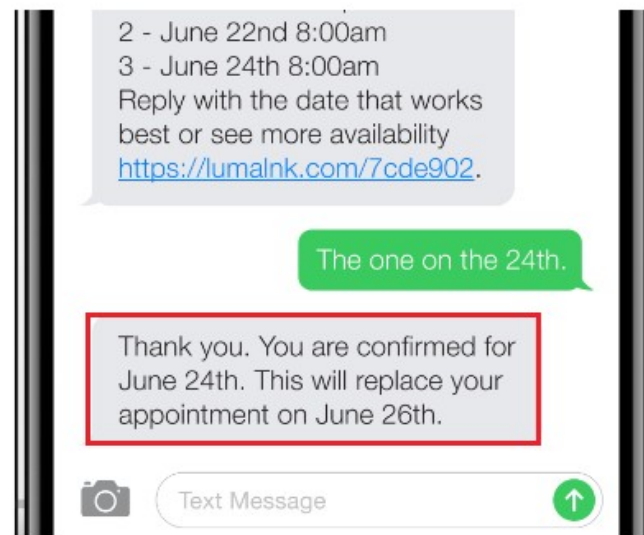 2 - June 22nd 8:00am
3 - June 24th 8:00am
Reply with the date that works
best or see more availability
https://lumalnk.com/7cde902.
The one on the 24th.
Thank you. You are confirmed for
June 24th. This will replace your
appointment on June 26th.
Text Message